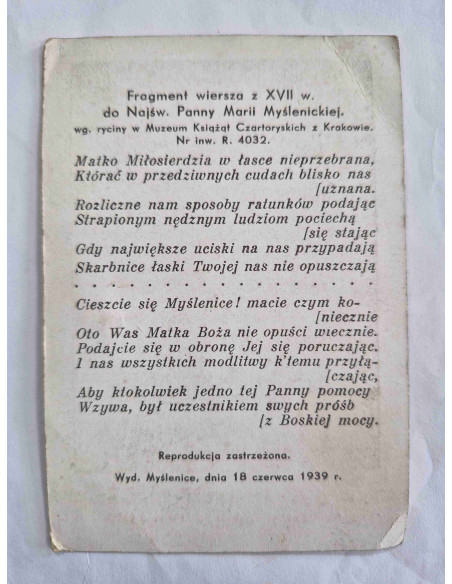 Fragment wiersza z XVII w.
do Najśw. Panny Marii Myślenickiej.
wg. ryciny w Muzeum Książąt Czartoryskich z Krakowie.
Nr inw. R. 4032.
Matko Miłosierdzia w łasce nieprzebrana,
Którać w przedziwnych cudach blisko nas
[uznana.
Rozliczne nam sposoby ratunków podając
Strapionym nędznym ludziom pociechą
[się stając
Gdy największe uciski na nas przypadają
Skarbnice łaski Twojej nas nie opuszczają
. . . . . . . . . . . . . . . . . .
Cieszcie się Myślenice! macie czym ko-
[niecznie
Oto Was Matka Boża nie opuści wiecznie.
Podajcie się w obronę Jej się poruczając.
I nas wszystkich modlitwy k'temu przyłą-
[czając,
Aby ktokolwiek jedno tej Panny pomocy
Wzywa, był uczestnikiem swych próśb
[z Boskiej mocy.
Reprodukcja zastrzeżona.
Wyd. Myślenice, dnia 18 czerwca 1939 r.